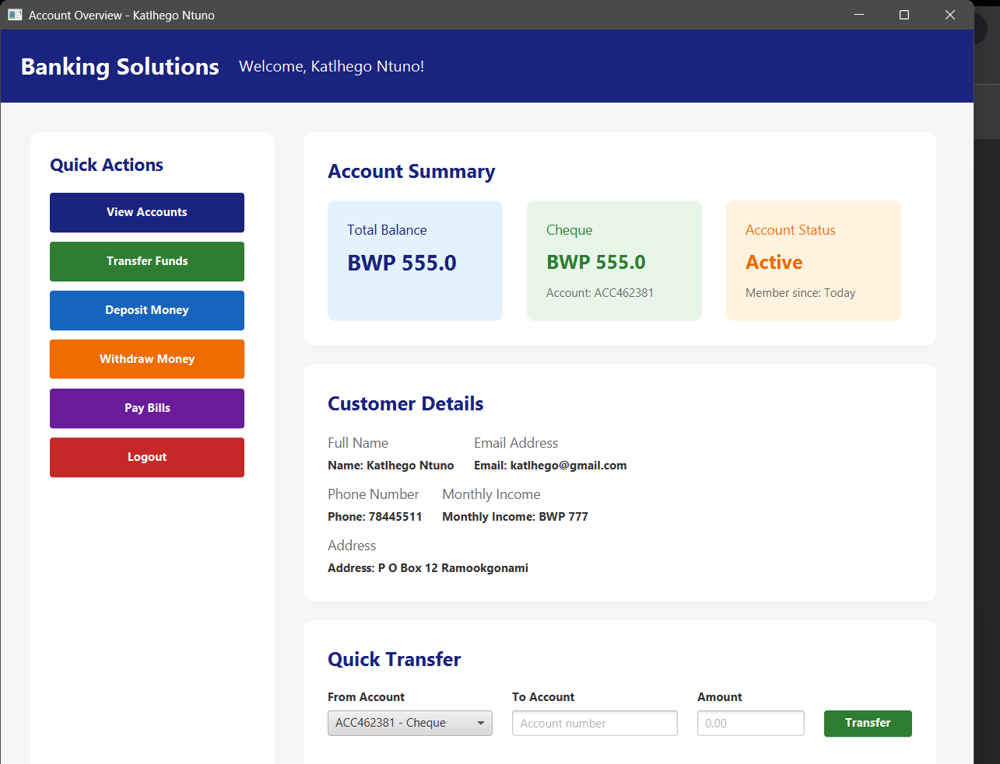 Account Overview - Katlhego Ntuno
Banking Solutions
Welcome, Katlhego Ntuno!
Quick Actions
View Accounts
Transfer Funds
Deposit Money
Withdraw Money
Pay Bills
Logout
Account Summary
Total Balance
BWP 555.0
Cheque
BWP 555.0
Account: ACC462381
Account Status
Active
Member since: Today
Customer Details
Full Name
Name: Katlhego Ntuno
Email Address
Email: katlhego@gmail.com
Phone Number
Phone: 78445511
Monthly Income
Monthly Income: BWP 777
Address
Address: P O Box 12 Ramookgonami
Quick Transfer
From Account
ACC462381 - Cheque
To Account
Account number
Amount
0.00
Transfer